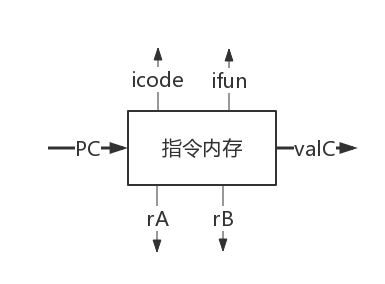 icode ifun
PC 指令内存 valC
rA rB